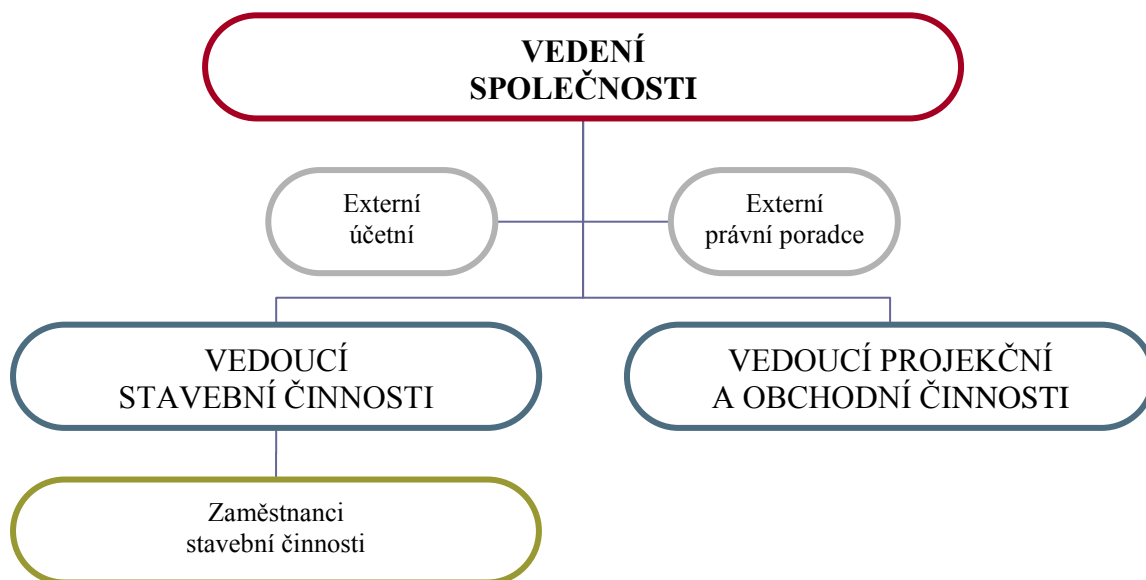 VEDENÍ
SPOLEČNOSTI
Externí
účetní
Externí
právní poradce
VEDOUCÍ
STAVEBNÍ ČINNOSTI
VEDOUCÍ PROJEKČNÍ
A OBCHODNÍ ČINNOSTI
Zaměstnanci
stavební činnosti